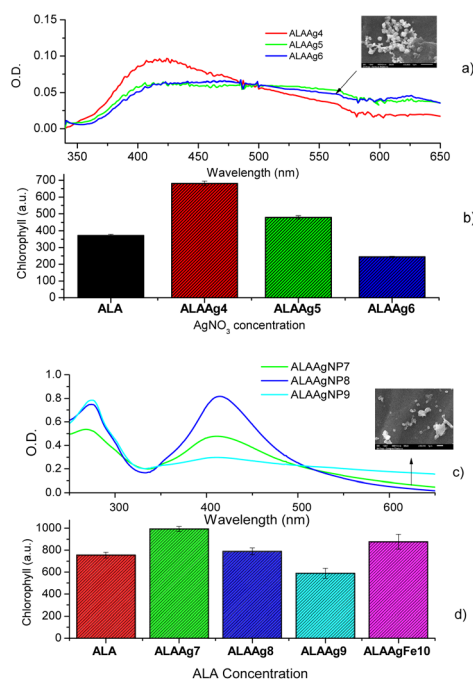 ALAAg4
ALAAg5
ALAAg6
a)
O.D.
0.15
0.10
0.05
0.00
350 400 450 500 550 600 650
Wavelength (nm)
b)
Chlorophyll (a.u.)
700
600
500
400
300
200
100
0
ALA ALAAg4 ALAAg5 ALAAg6
AgNO3 concentration
ALAAgNP7
ALAAgNP8
ALAAgNP9
c)
O.D.
1.0
0.8
0.6
0.4
0.2
0.0
300 400 500 600
Wavelength (nm)
d)
Chlorophyll (a.u.)
1000
800
600
400
200
0
ALA ALAAg7 ALAAg8 ALAAg9 ALAAgFe10
ALA Concentration